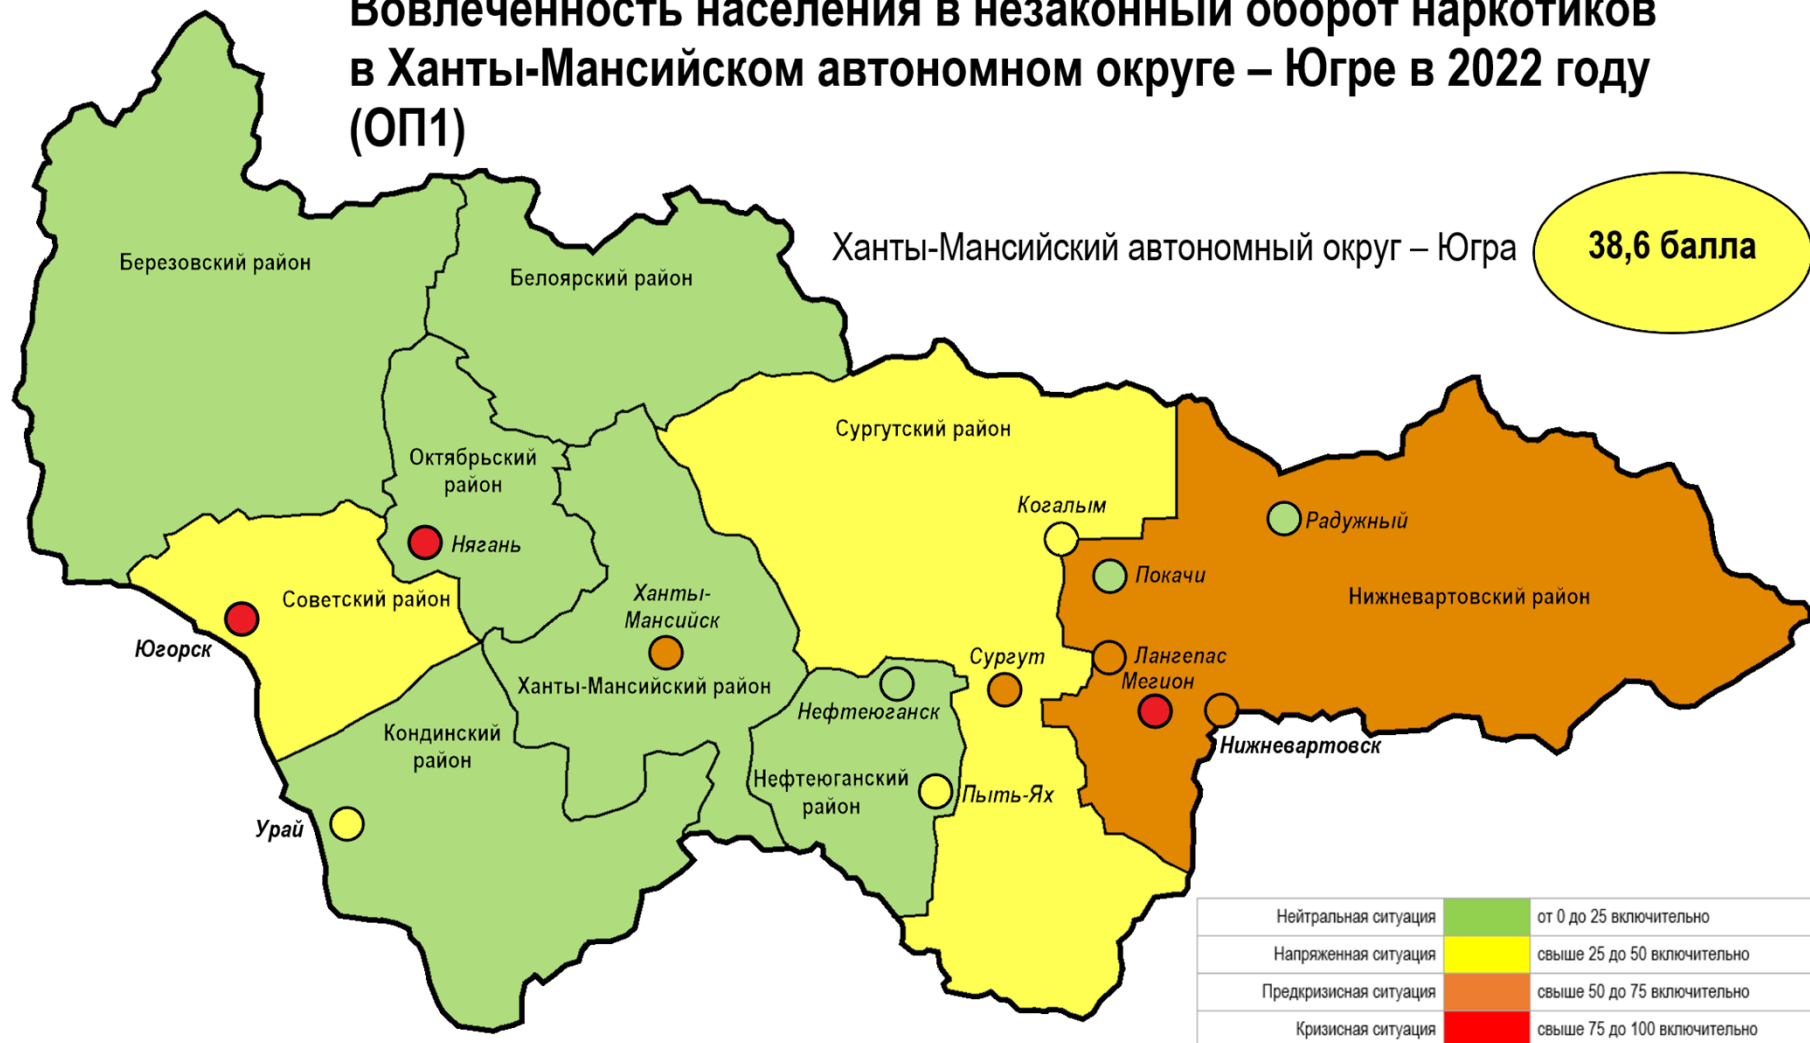 Вовлеченность населения в незаконный оборот наркотиков
в Ханты-Мансийском автономном округе – Югре в 2022 году
(ОП1)
Ханты-Мансийский автономный округ – Югра
38,6 балла
Березовский район
Белоярский район
Сургутский район
Октябрьский
район
Когалым
Радужный
Нягань
Покачи
Советский район
Ханты-
Мансийск
Нижневартовский район
Югорск
Сургут
Лангепас
Мегион
Ханты-Мансийский район
Нефтеюганск
Кондинский
район
Нижневартовск
Нефтеюганский
район
Пыть-Ях
Урай
Нейтральная ситуация от 0 до 25 включительно
Напряженная ситуация свыше 25 до 50 включительно
Предкризисная ситуация свыше 50 до 75 включительно
Кризисная ситуация свыше 75 до 100 включительно